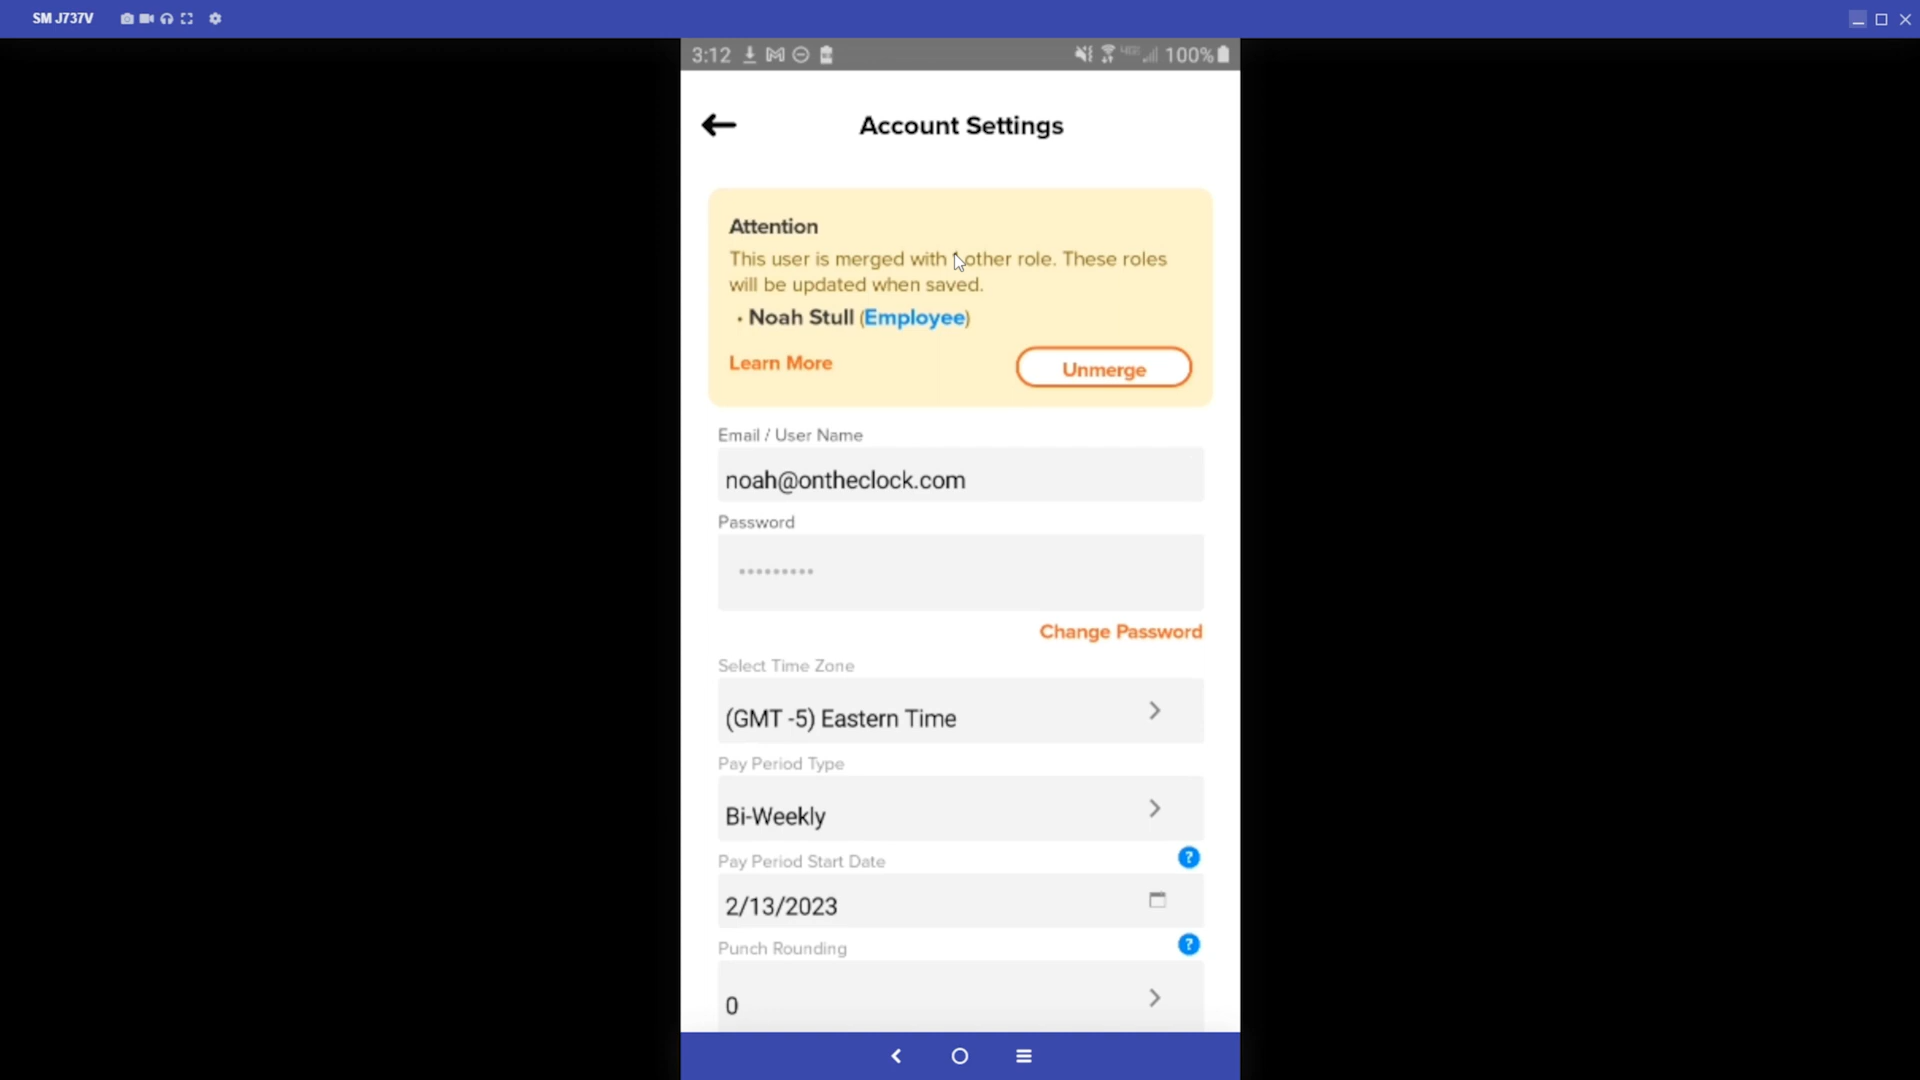 SM J737V
3:12
100%
Account Settings
Attention
This user is merged with other role. These roles
will be updated when saved.
• Noah Stull (Employee)
Learn More
Unmerge
Email / User Name
noah@ontheclock.com
Password
•••••••••
Change Password
Select Time Zone
(GMT -5) Eastern Time
Pay Period Type
Bi-Weekly
Pay Period Start Date
?
2/13/2023
Punch Rounding
?
0